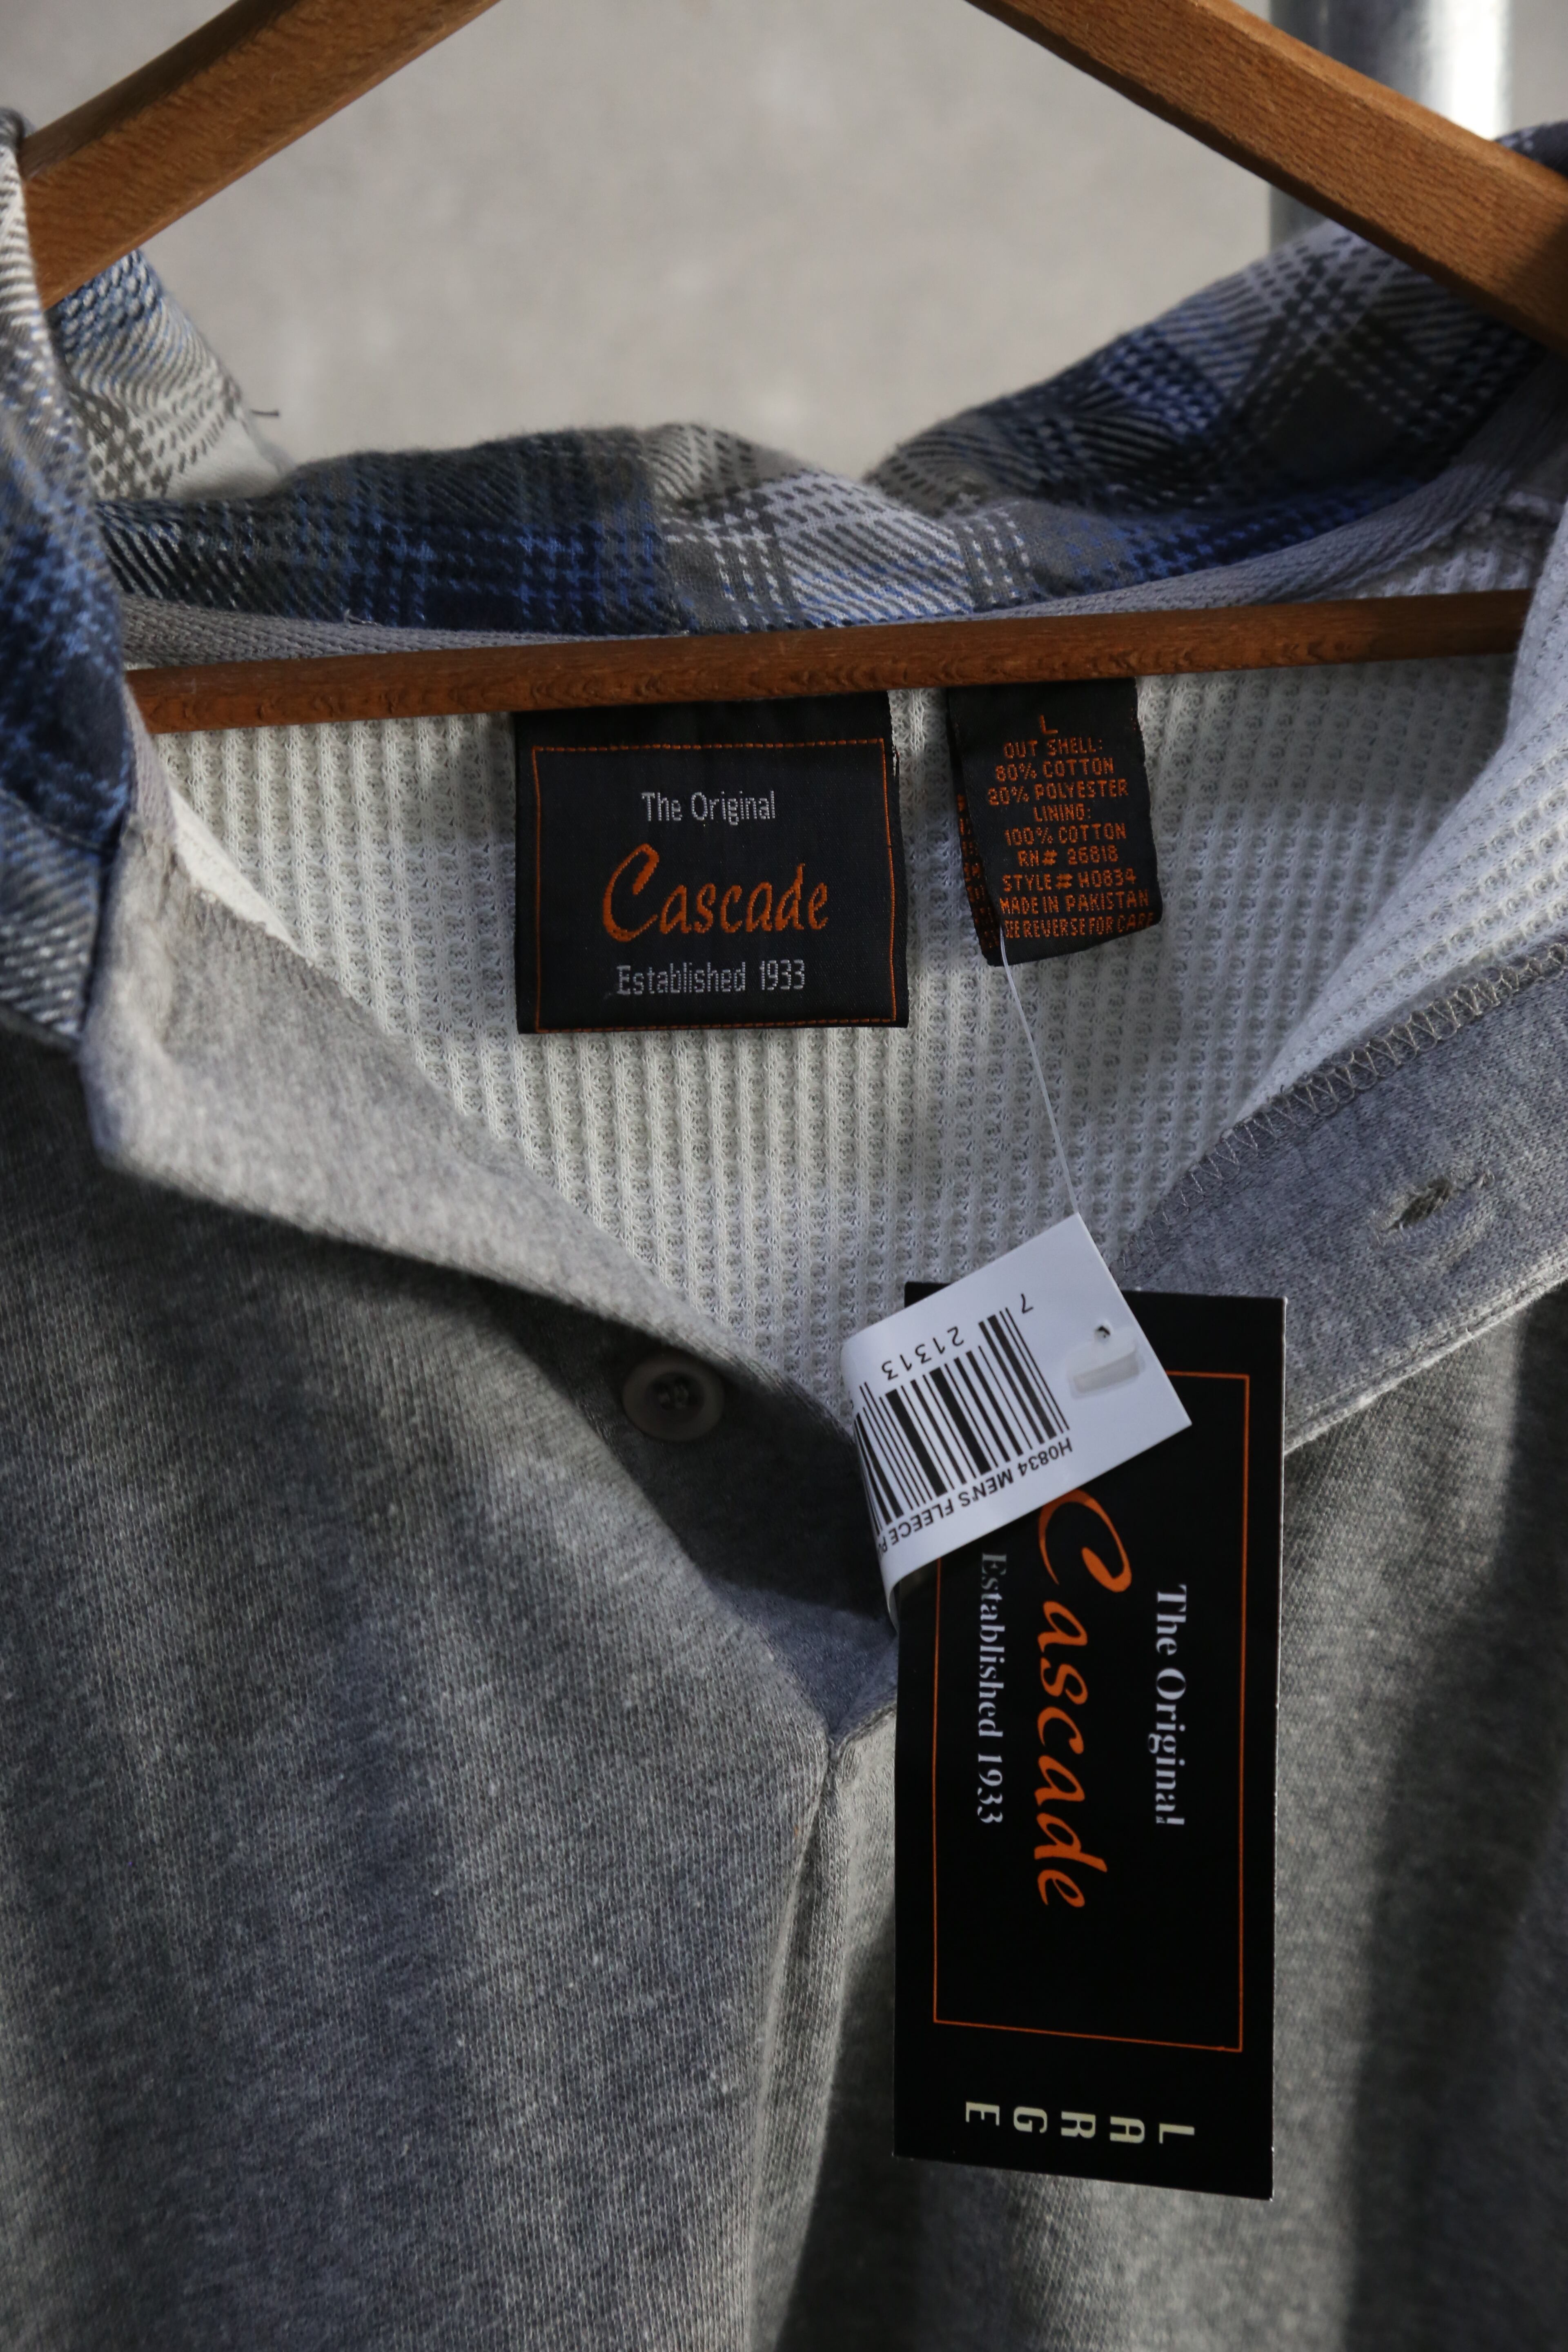 The Original
Cascade
Established 1933
L
OUT SHELL:
80% COTTON
20% POLYESTER
LINING:
100% COTTON
RN# 26818
STYLE# H0834
MADE IN PAKISTAN
SEE REVERSE FOR CARE
7 21313
H0834 MEN'S FLEECE
The Original
Cascade
Established 1933
LARGE